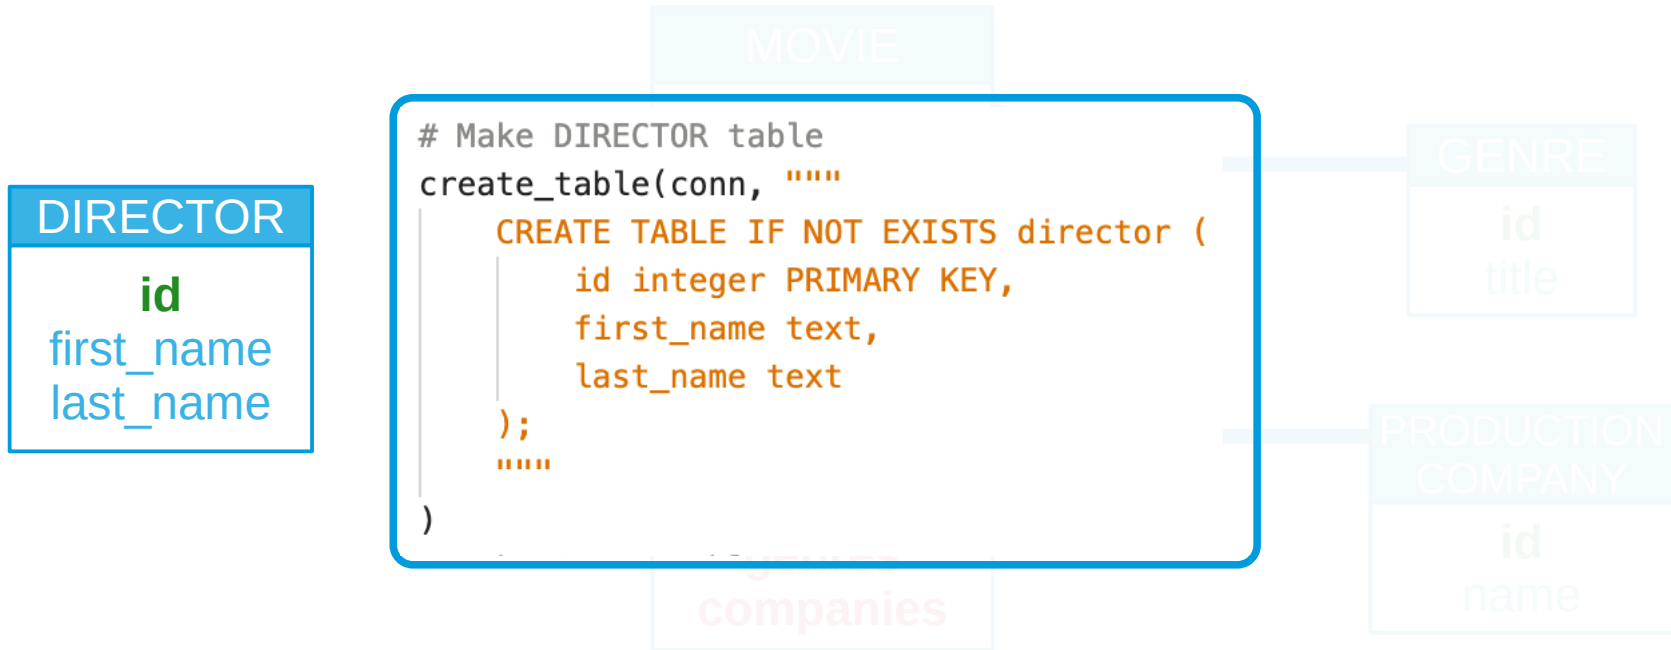 MOVIE
DIRECTOR
id
first_name
last_name
# Make DIRECTOR table
create_table(conn, """
    CREATE TABLE IF NOT EXISTS director (
        id integer PRIMARY KEY,
        first_name text,
        last_name text
    );
    """
)
genres
companies
GENRE
id
title
PRODUCTION
COMPANY
id
name